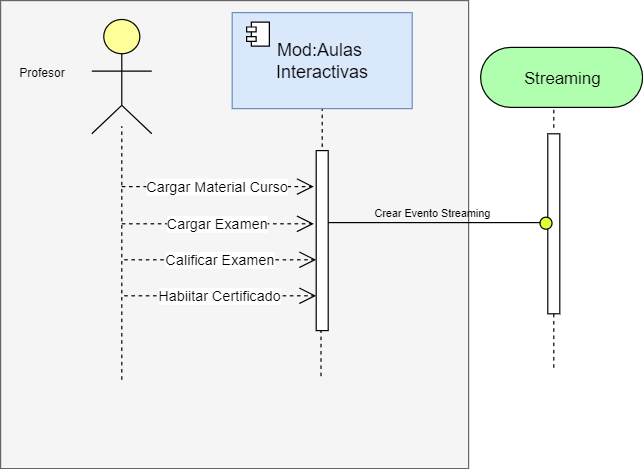 Profesor
Mod:Aulas
Interactivas
Streaming
Cargar Material Curso
Cargar Examen
Crear Evento Streaming
Calificar Examen
Habiitar Certificado